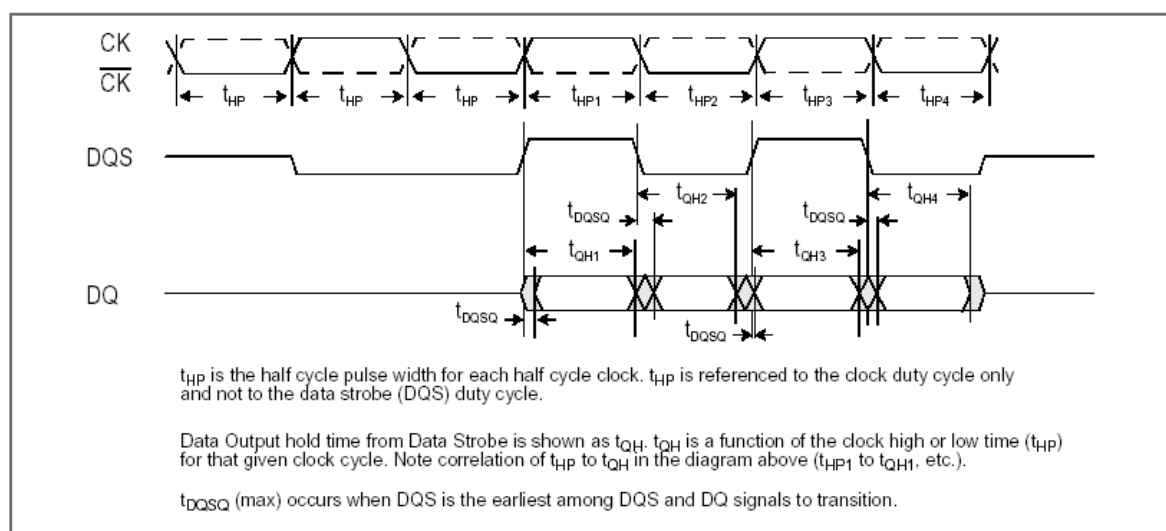 CK
CK
tHP tHP tHP tHP1 tHP2 tHP3 tHP4
DQS
tQH2 tQH4
tDQSQ tDQSQ
tQH1 tQH3
DQ
tDQSQ tDQSQ
tHP is the half cycle pulse width for each half cycle clock. tHP is referenced to the clock duty cycle only
and not to the data strobe (DQS) duty cycle.
Data Output hold time from Data Strobe is shown as tQH. tQH is a function of the clock high or low time (tHP)
for that given clock cycle. Note correlation of tHP to tQH in the diagram above (tHP1 to tQH1, etc.).
tDQSQ (max) occurs when DQS is the earliest among DQS and DQ signals to transition.